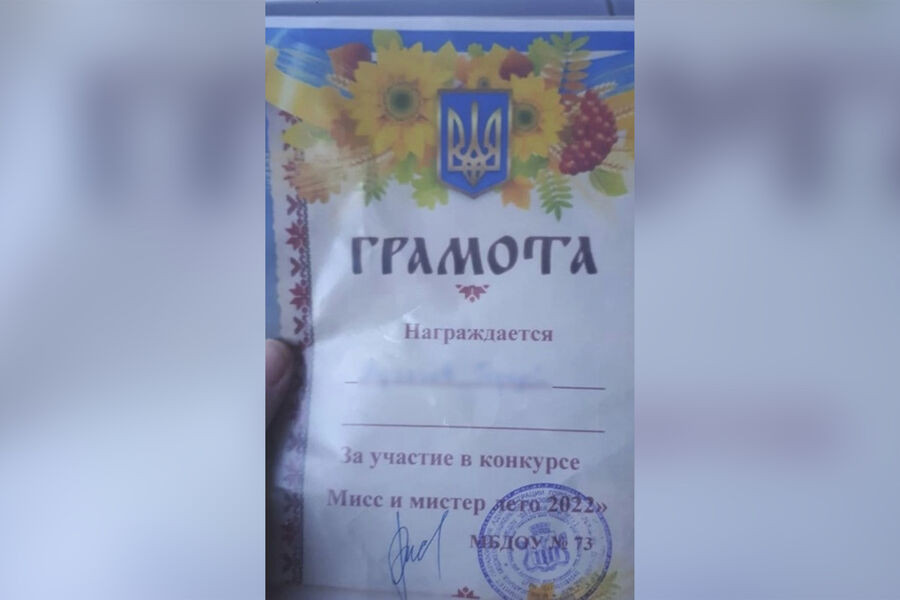 ГРАМОТА
Награждается
За участие в конкурсе
Мисс и мистер лето 2022»
МБДОУ № 73